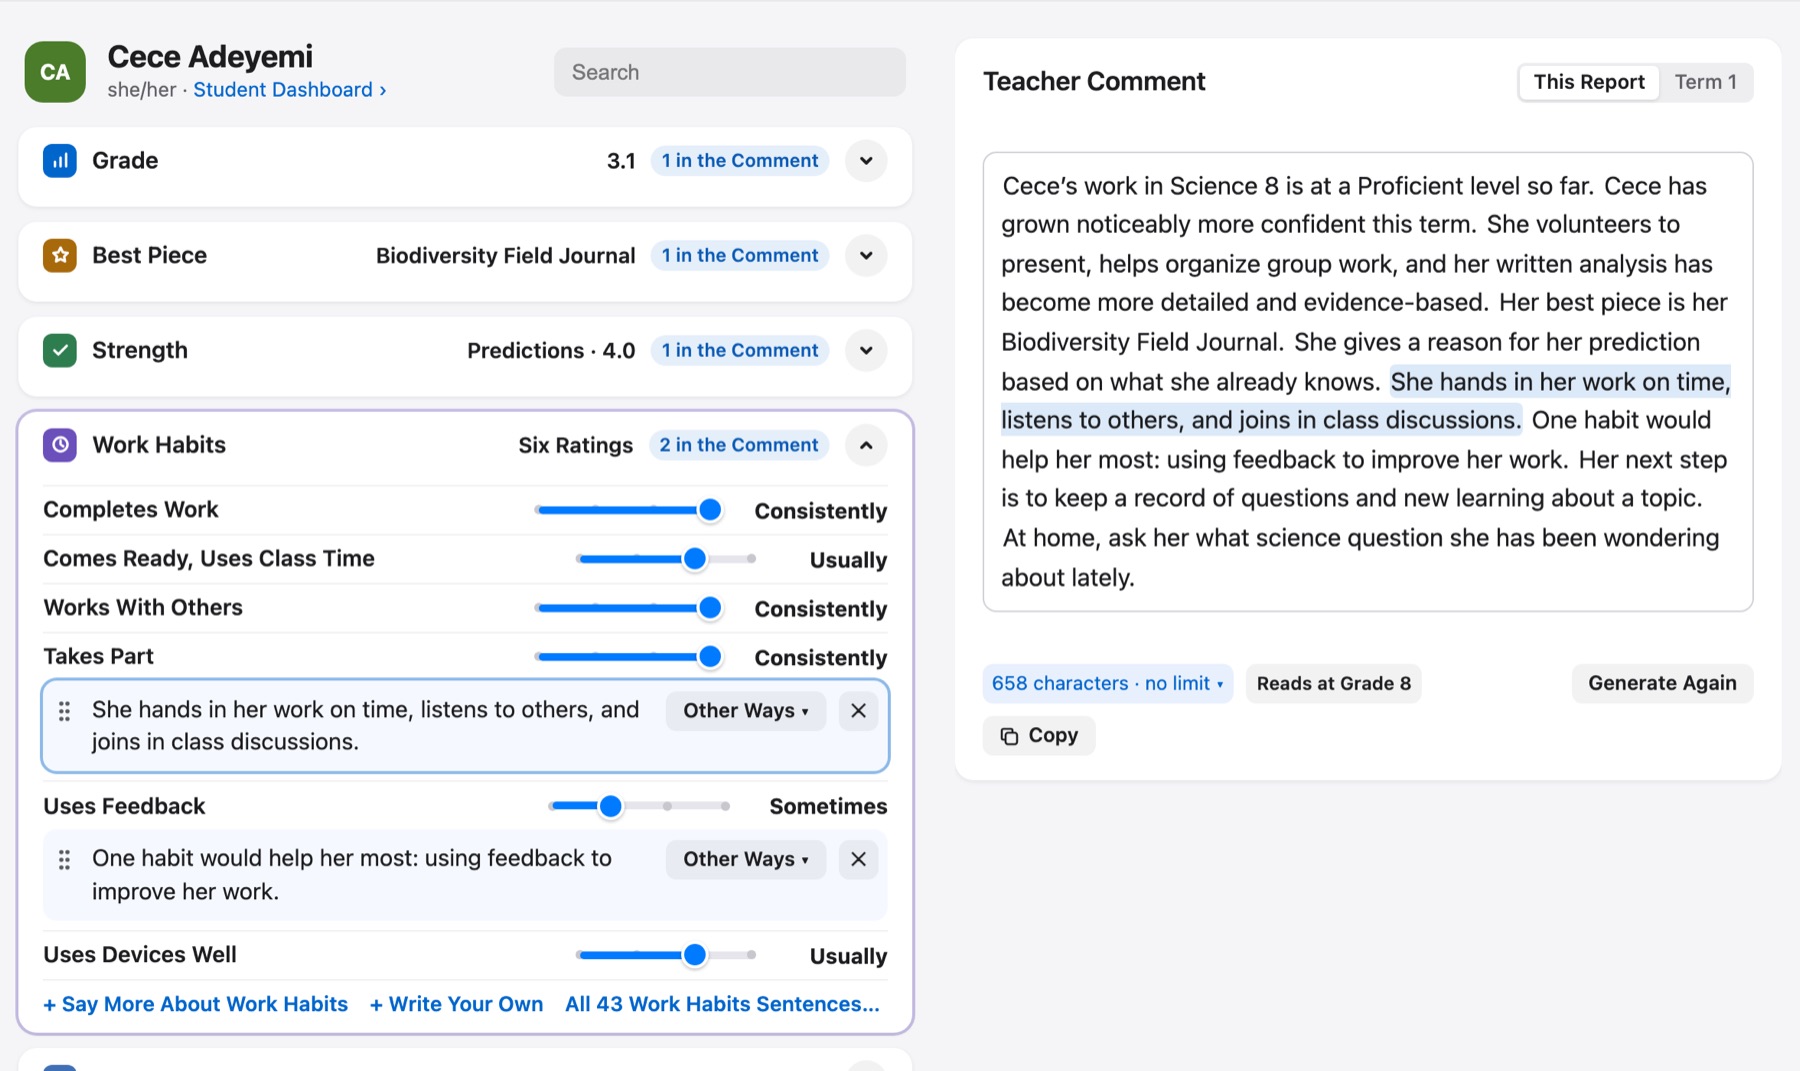 CA
Cece Adeyemi
she/her · Student Dashboard ›
Search
Grade
3.1
1 in the Comment
Best Piece
Biodiversity Field Journal
1 in the Comment
Strength
Predictions · 4.0
1 in the Comment
Work Habits
Six Ratings
2 in the Comment
Completes Work
Consistently
Comes Ready, Uses Class Time
Usually
Works With Others
Consistently
Takes Part
Consistently
She hands in her work on time, listens to others, and
joins in class discussions.
Other Ways ▾
Uses Feedback
Sometimes
One habit would help her most: using feedback to
improve her work.
Other Ways ▾
Uses Devices Well
Usually
+ Say More About Work Habits
+ Write Your Own
All 43 Work Habits Sentences...
Teacher Comment
This Report
Term 1
Cece’s work in Science 8 is at a Proficient level so far. Cece has
grown noticeably more confident this term. She volunteers to
present, helps organize group work, and her written analysis has
become more detailed and evidence-based. Her best piece is her
Biodiversity Field Journal. She gives a reason for her prediction
based on what she already knows. She hands in her work on time,
listens to others, and joins in class discussions. One habit would
help her most: using feedback to improve her work. Her next step
is to keep a record of questions and new learning about a topic.
At home, ask her what science question she has been wondering
about lately.
658 characters · no limit ▾
Reads at Grade 8
Generate Again
Copy